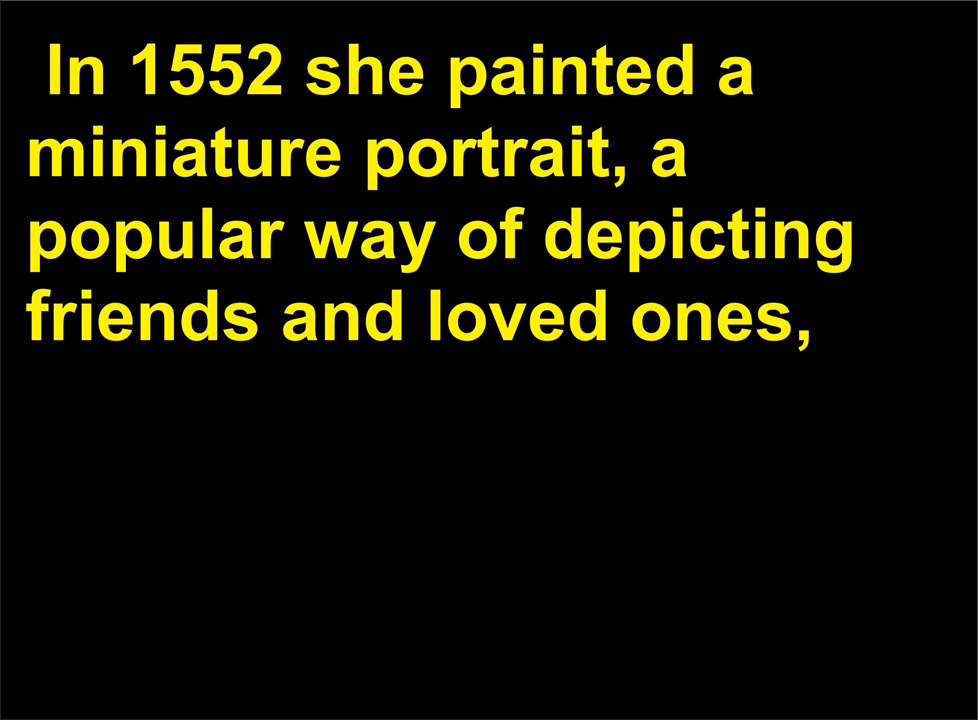 In 1552 she painted a
miniature portrait, a
popular way of depicting
friends and loved ones,